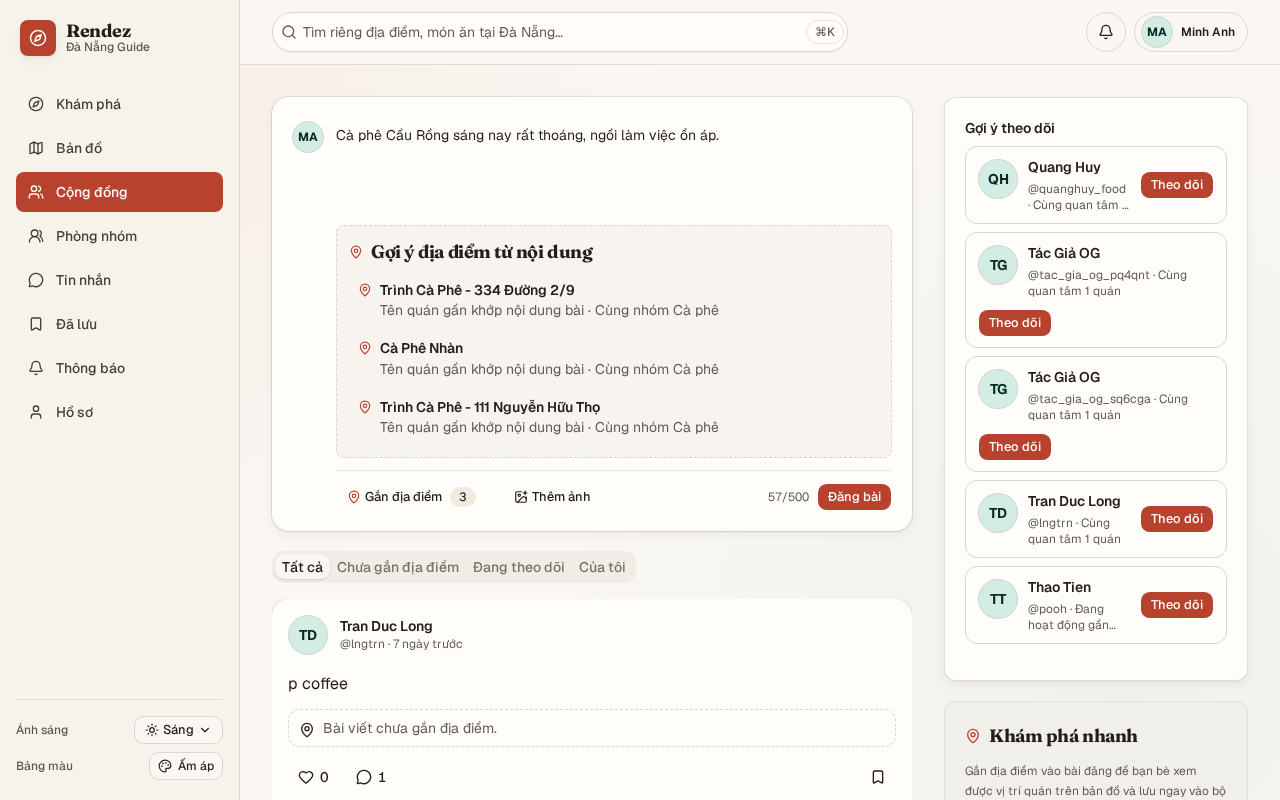 Rendez
Đà Nẵng Guide
Khám phá
Bản đồ
Cộng đồng
Phòng nhóm
Tin nhắn
Đã lưu
Thông báo
Hồ sơ
Ánh sáng
Sáng
Bảng màu
Ấm áp
Tìm riêng địa điểm, món ăn tại Đà Nẵng...
⌘K
MA
Minh Anh
MA
Cà phê Cầu Rồng sáng nay rất thoáng, ngồi làm việc ổn áp.
Gợi ý địa điểm từ nội dung
Trình Cà Phê - 334 Đường 2/9
Tên quán gần khớp nội dung bài · Cùng nhóm Cà phê
Cà Phê Nhàn
Tên quán gần khớp nội dung bài · Cùng nhóm Cà phê
Trình Cà Phê - 111 Nguyễn Hữu Thọ
Tên quán gần khớp nội dung bài · Cùng nhóm Cà phê
Gắn địa điểm 3
Thêm ảnh
57/500
Đăng bài
Tất cả
Chưa gắn địa điểm
Đang theo dõi
Của tôi
TD
Tran Duc Long
@lngtrn · 7 ngày trước
p coffee
Bài viết chưa gắn địa điểm.
0
1
Gợi ý theo dõi
QH
Quang Huy
@quanghuy_food
· Cùng quan tâm ...
Theo dõi
TG
Tác Giả OG
@tac_gia_og_pq4qnt · Cùng
quan tâm 1 quán
Theo dõi
TG
Tác Giả OG
@tac_gia_og_sq6cga · Cùng
quan tâm 1 quán
Theo dõi
TD
Tran Duc Long
@lngtrn · Cùng
quan tâm 1 quán
Theo dõi
TT
Thao Tien
@pooh · Đang
hoạt động gần...
Theo dõi
Khám phá nhanh
Gắn địa điểm vào bài đăng để bạn bè xem
được vị trí quán trên bản đồ và lưu ngay vào bộ